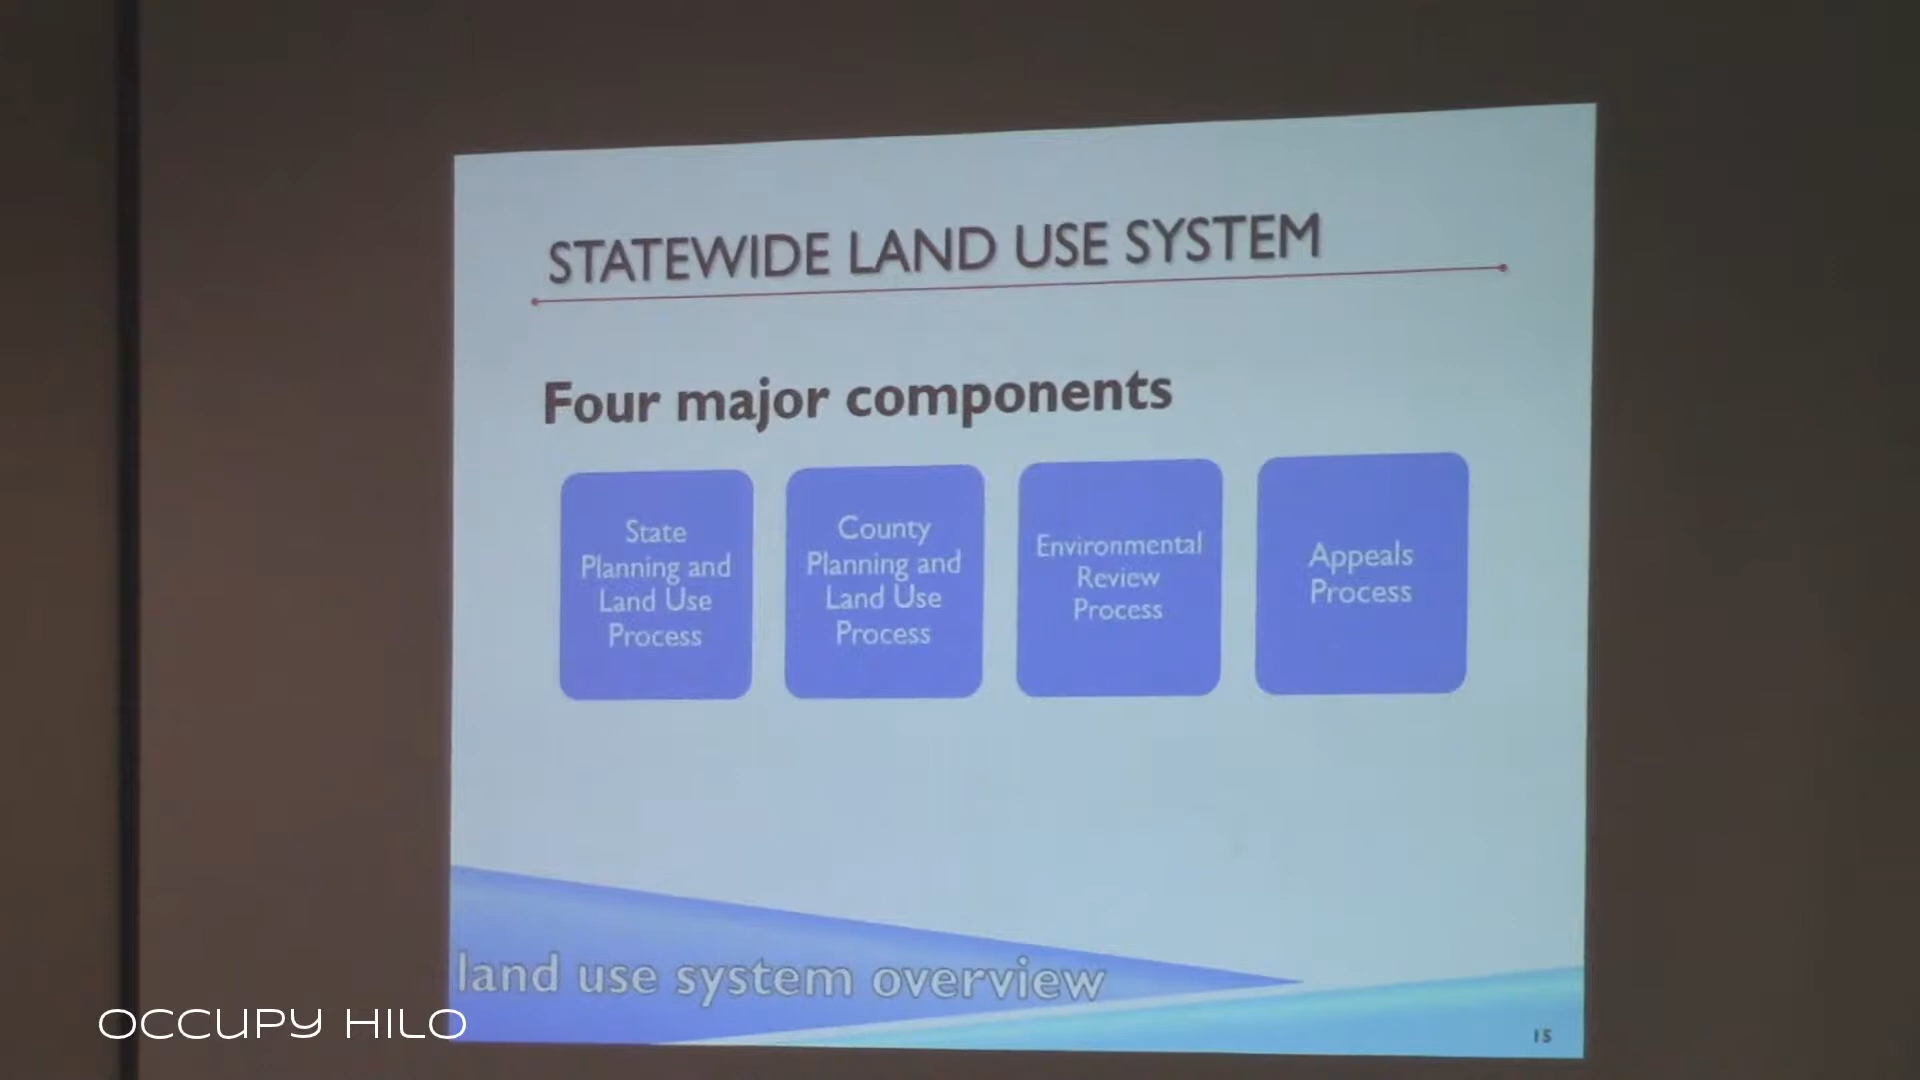 STATEWIDE LAND USE SYSTEM
Four major components
State
Planning and
Land Use
Process
County
Planning and
Land Use
Process
Environmental
Review
Process
Appeals
Process
land use system overview
15
OCCUPY HILO